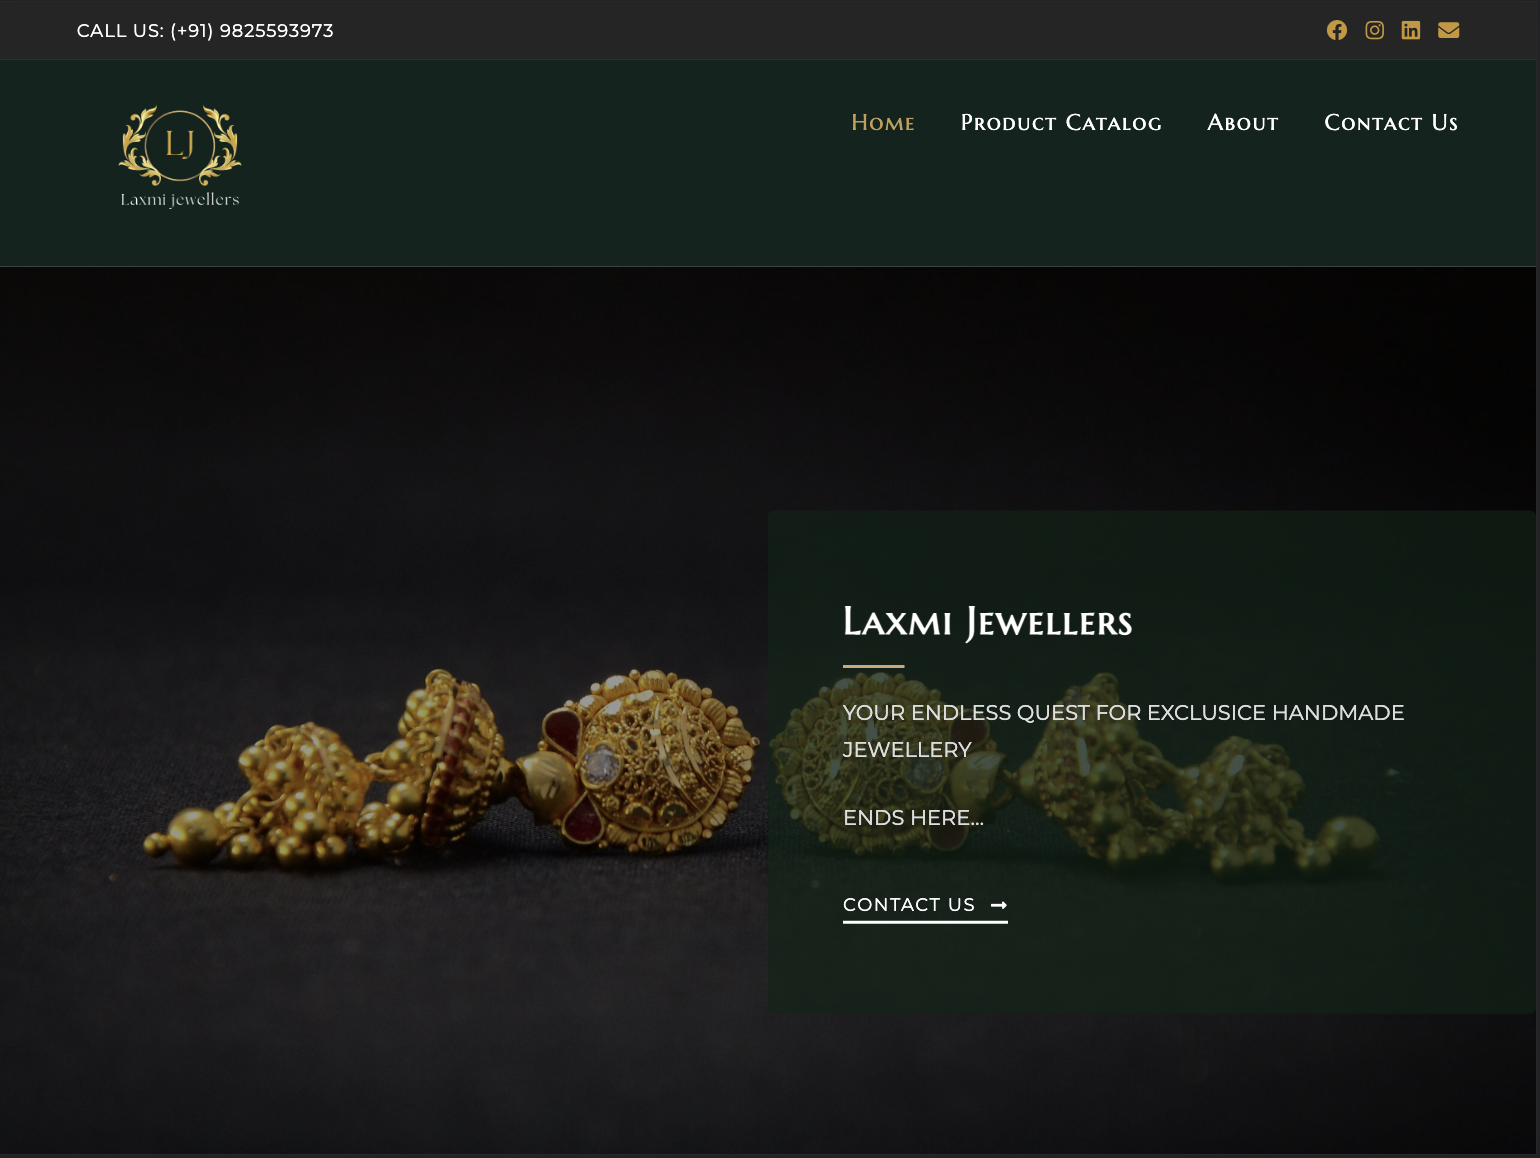 CALL US: (+91) 9825593973
Home Product Catalog About Contact Us
LJ
Laxmi jewellers
Laxmi Jewellers
YOUR ENDLESS QUEST FOR EXCLUSICE HANDMADE
JEWELLERY
ENDS HERE...
CONTACT US